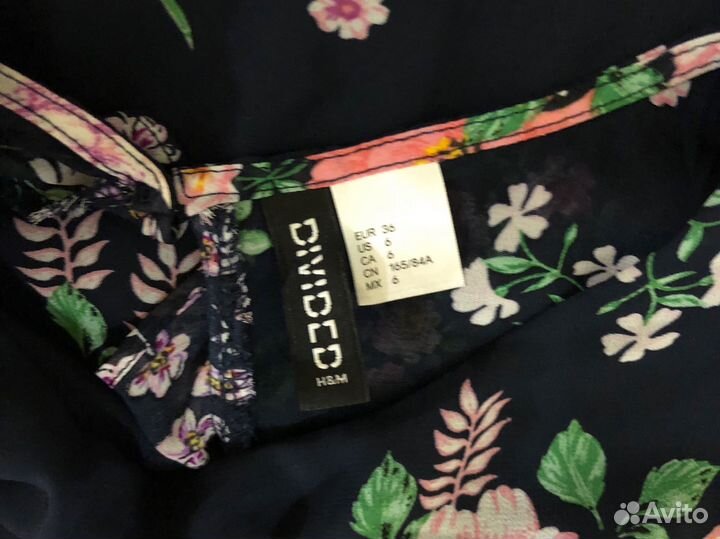 DIVIDED
H&M
EUR 36
US 6
CA 6
CN 165/84A
MX 6
Avito